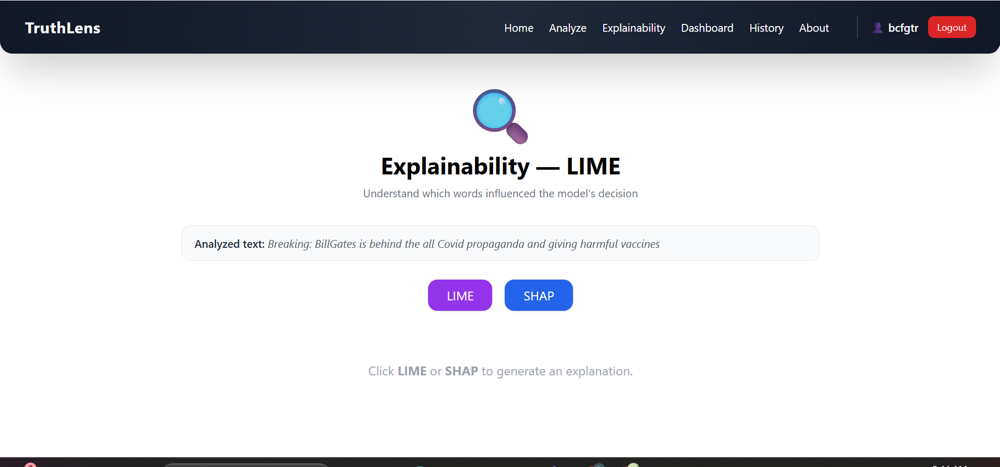 TruthLens Home Analyze Explainability Dashboard History About bcfgtr Logout
Explainability — LIME
Understand which words influenced the model's decision
Analyzed text: Breaking: BillGates is behind the all Covid propaganda and giving harmful vaccines
LIME SHAP
Click LIME or SHAP to generate an explanation.